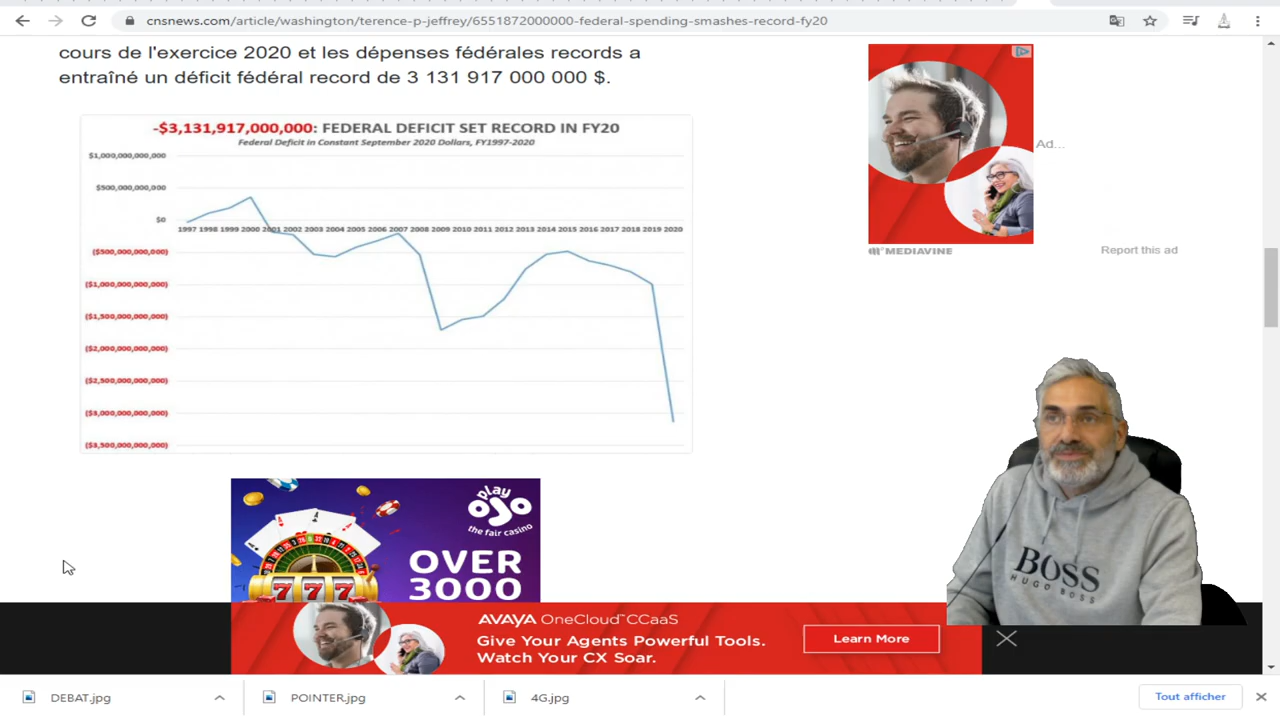 cnsnews.com/article/washington/terence-p-jeffrey/6551872000000-federal-spending-smashes-record-fy20
cours de l'exercice 2020 et les dépenses fédérales records a
entraîné un déficit fédéral record de 3 131 917 000 000 $.
-$3,131,917,000,000: FEDERAL DEFICIT SET RECORD IN FY20
Federal Deficit in Constant September 2020 Dollars, FY1997-2020
$1,000,000,000,000
$500,000,000,000
$0
1997 1998 1999 2000 2001 2002 2003 2004 2005 2006 2007 2008 2009 2010 2011 2012 2013 2014 2015 2016 2017 2018 2019 2020
($500,000,000,000)
($1,000,000,000,000)
($1,500,000,000,000)
($2,000,000,000,000)
($2,500,000,000,000)
($3,000,000,000,000)
($3,500,000,000,000)
Ad...
MEDIAVINE
Report this ad
play
ojo
the fair casino
OVER
3000
777
BOSS
HUGO BOSS
AVAYA OneCloud™CCaaS
Give Your Agents Powerful Tools.
Watch Your CX Soar.
Learn More
DEBAT.jpg
POINTER.jpg
4G.jpg
Tout afficher